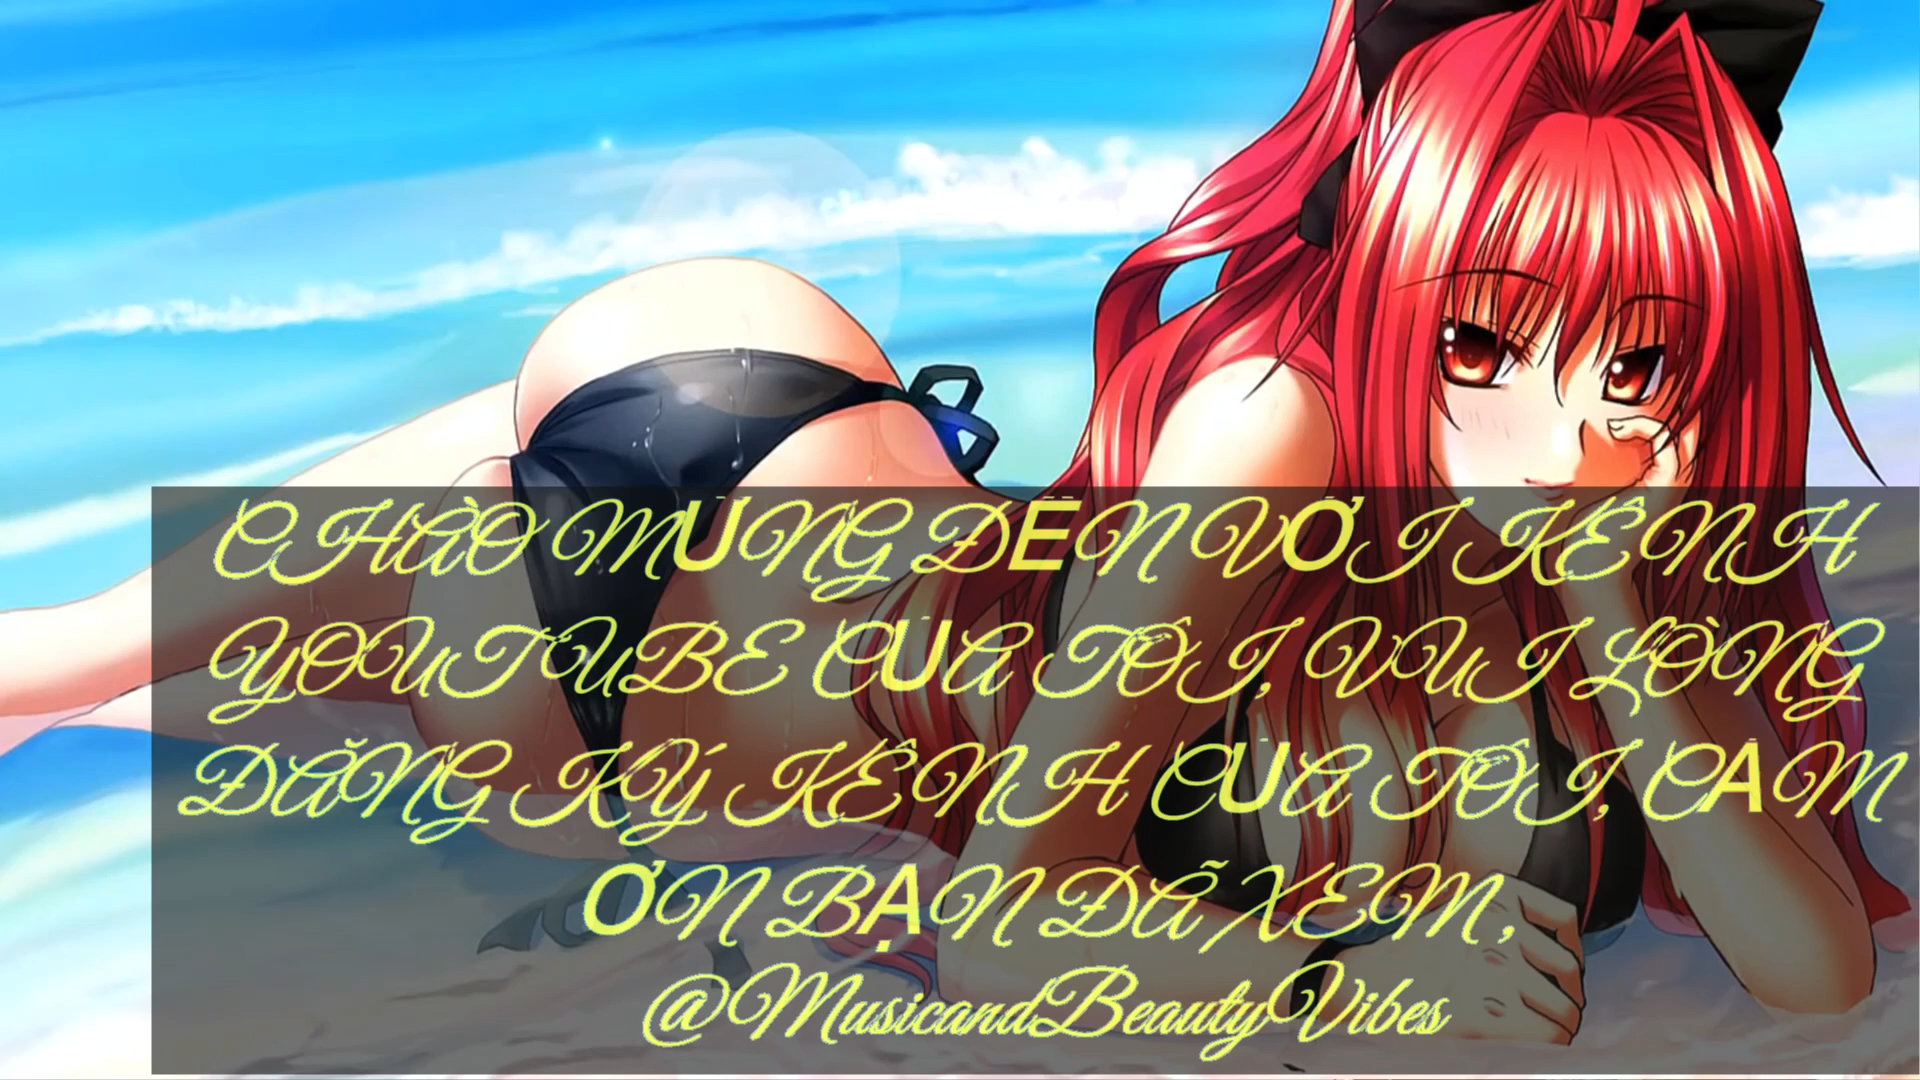 CHÀO MỪNG ĐẾN VỚI KÊNH
YOUTUBE CỦA TÔI, VUI LÒNG
ĐĂNG KÝ KÊNH CỦA TÔI, CẢM
ƠN BẠN ĐÃ XEM ,
@MusicandBeautyVibes